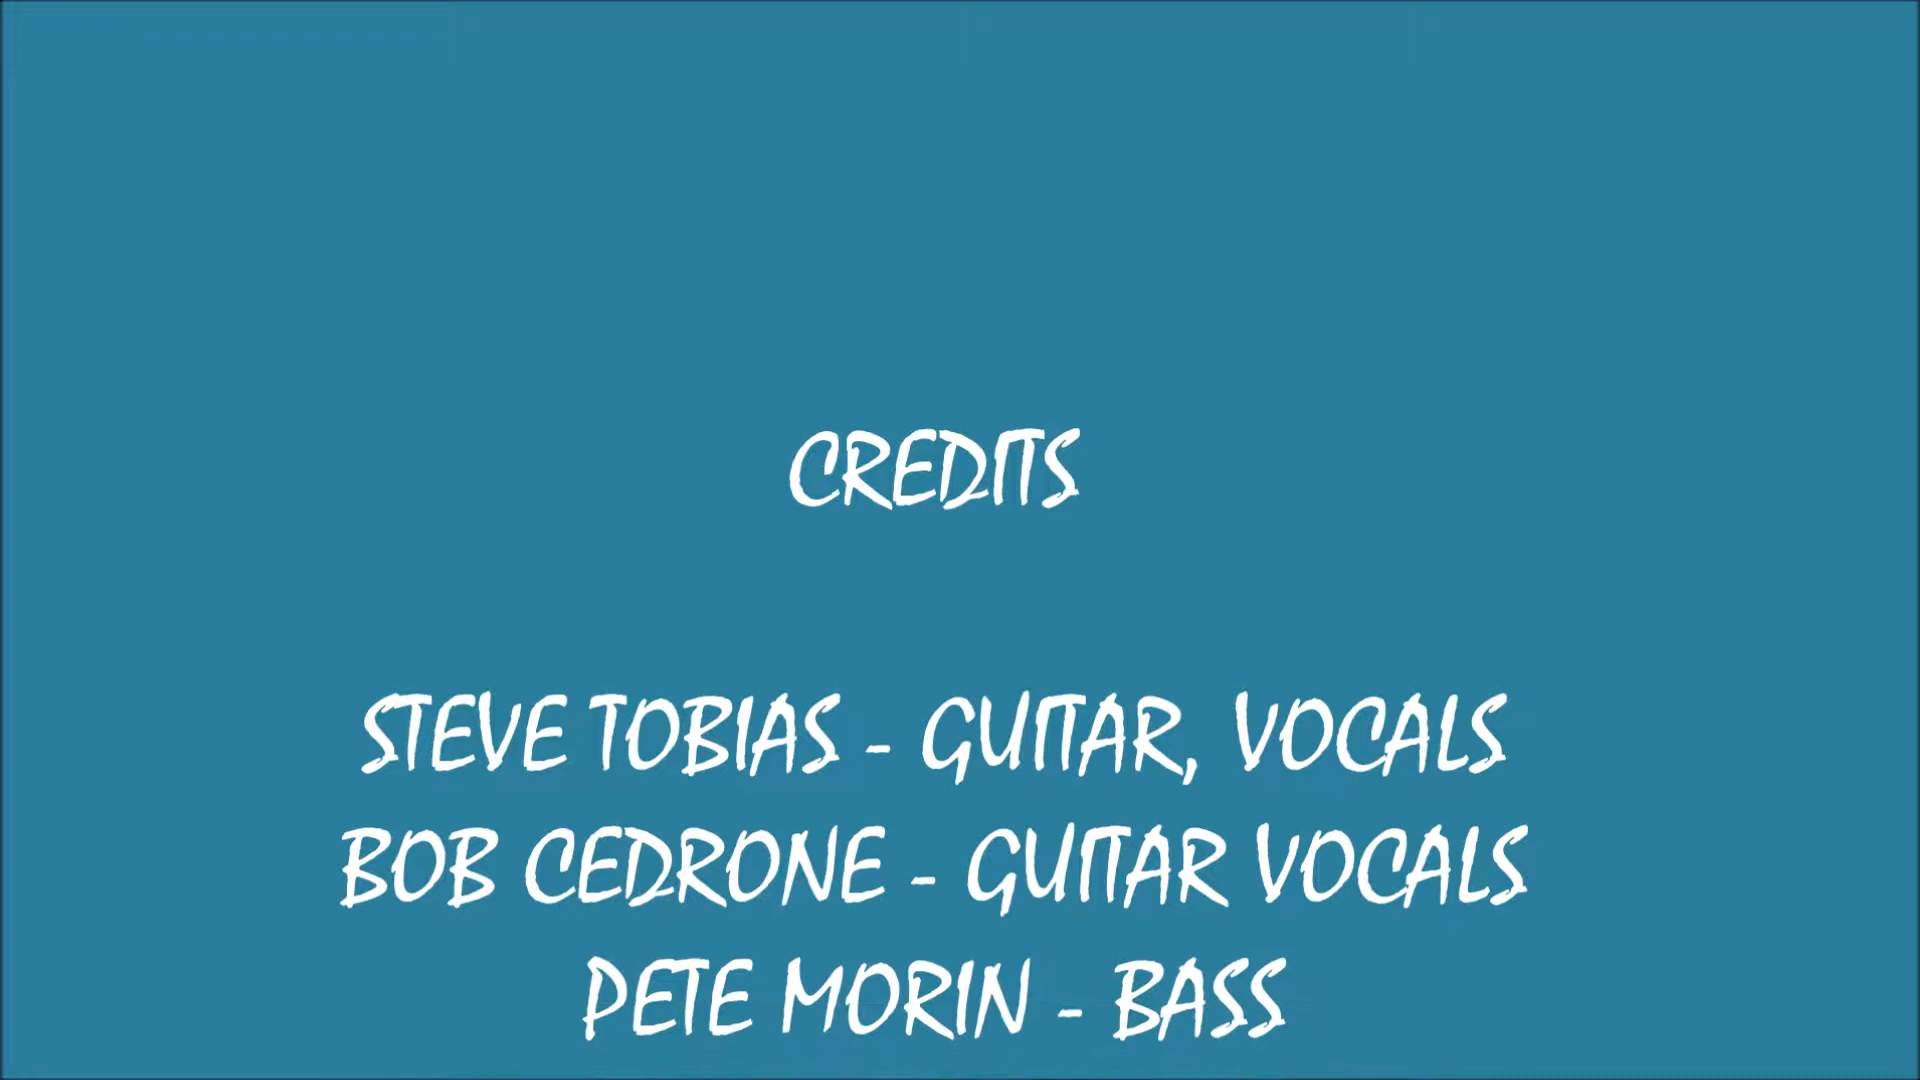 CREDITS
STEVE TOBIAS - GUITAR, VOCALS
BOB CEDRONE - GUITAR VOCALS
PETE MORIN - BASS